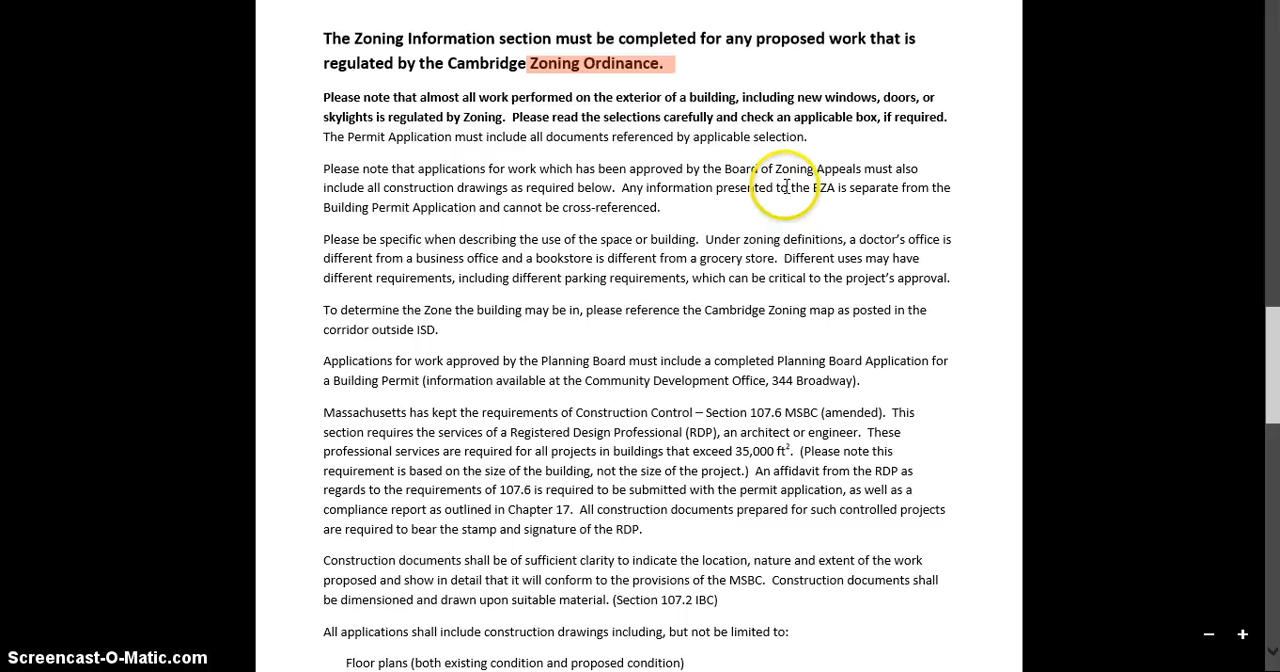 The Zoning Information section must be completed for any proposed work that is
regulated by the Cambridge Zoning Ordinance.
Please note that almost all work performed on the exterior of a building, including new windows, doors, or
skylights is regulated by Zoning. Please read the selections carefully and check an applicable box, if required.
The Permit Application must include all documents referenced by applicable selection.
Please note that applications for work which has been approved by the Board of Zoning Appeals must also
include all construction drawings as required below. Any information presented to the BZA is separate from the
Building Permit Application and cannot be cross-referenced.
Please be specific when describing the use of the space or building. Under zoning definitions, a doctor's office is
different from a business office and a bookstore is different from a grocery store. Different uses may have
different requirements, including different parking requirements, which can be critical to the project's approval.
To determine the Zone the building may be in, please reference the Cambridge Zoning map as posted in the
corridor outside ISD.
Applications for work approved by the Planning Board must include a completed Planning Board Application for
a Building Permit (information available at the Community Development Office, 344 Broadway).
Massachusetts has kept the requirements of Construction Control – Section 107.6 MSBC (amended). This
section requires the services of a Registered Design Professional (RDP), an architect or engineer. These
professional services are required for all projects in buildings that exceed 35,000 ft². (Please note this
requirement is based on the size of the building, not the size of the project.) An affidavit from the RDP as
regards to the requirements of 107.6 is required to be submitted with the permit application, as well as a
compliance report as outlined in Chapter 17. All construction documents prepared for such controlled projects
are required to bear the stamp and signature of the RDP.
Construction documents shall be of sufficient clarity to indicate the location, nature and extent of the work
proposed and show in detail that it will conform to the provisions of the MSBC. Construction documents shall
be dimensioned and drawn upon suitable material. (Section 107.2 IBC)
All applications shall include construction drawings including, but not be limited to:
Floor plans (both existing condition and proposed condition)
Screencast-O-Matic.com